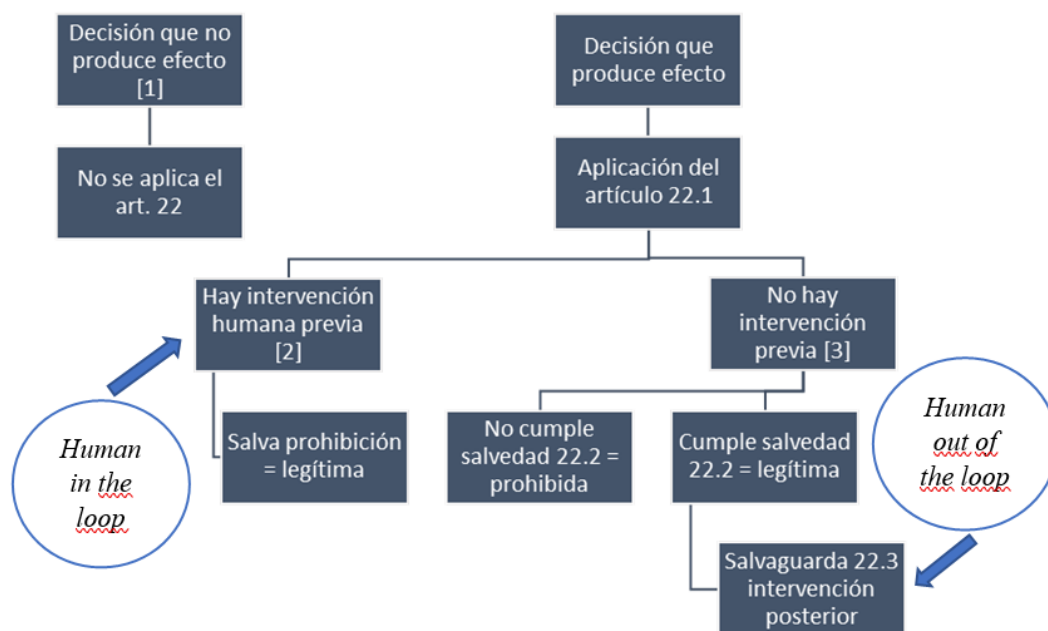 Decisión que no
produce efecto
[1]
Decisión que
produce efecto
No se aplica el
art. 22
Aplicación del
artículo 22.1
Hay intervención
humana previa
[2]
No hay
intervención
previa [3]
Human
in the
loop
Salva prohibición
= legítima
No cumple
salvedad 22.2 =
prohibida
Cumple salvedad
22.2 = legítima
Human
out of
the loop
Salvaguarda 22.3
intervención
posterior